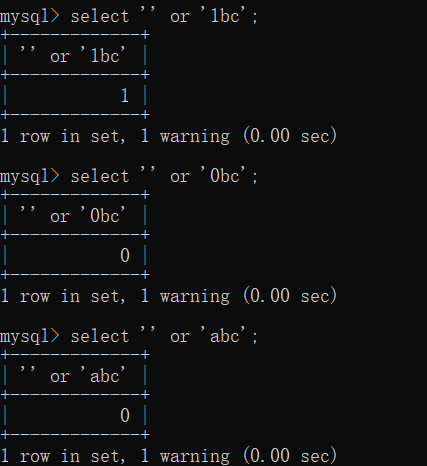 mysql> select '' or '1bc';
+-------------+
| '' or '1bc' |
+-------------+
|           1 |
+-------------+
1 row in set, 1 warning (0.00 sec)
mysql> select '' or '0bc';
+-------------+
| '' or '0bc' |
+-------------+
|           0 |
+-------------+
1 row in set, 1 warning (0.00 sec)
mysql> select '' or 'abc';
+-------------+
| '' or 'abc' |
+-------------+
|           0 |
+-------------+
1 row in set, 1 warning (0.00 sec)